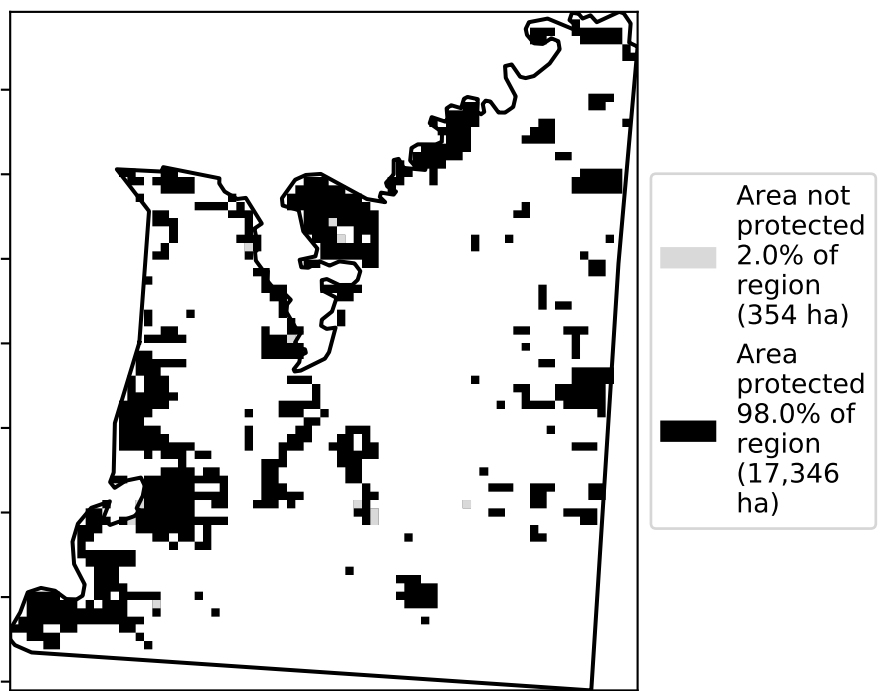 Area not
protected
2.0% of
region
(354 ha)
Area
protected
98.0% of
region
(17,346
ha)